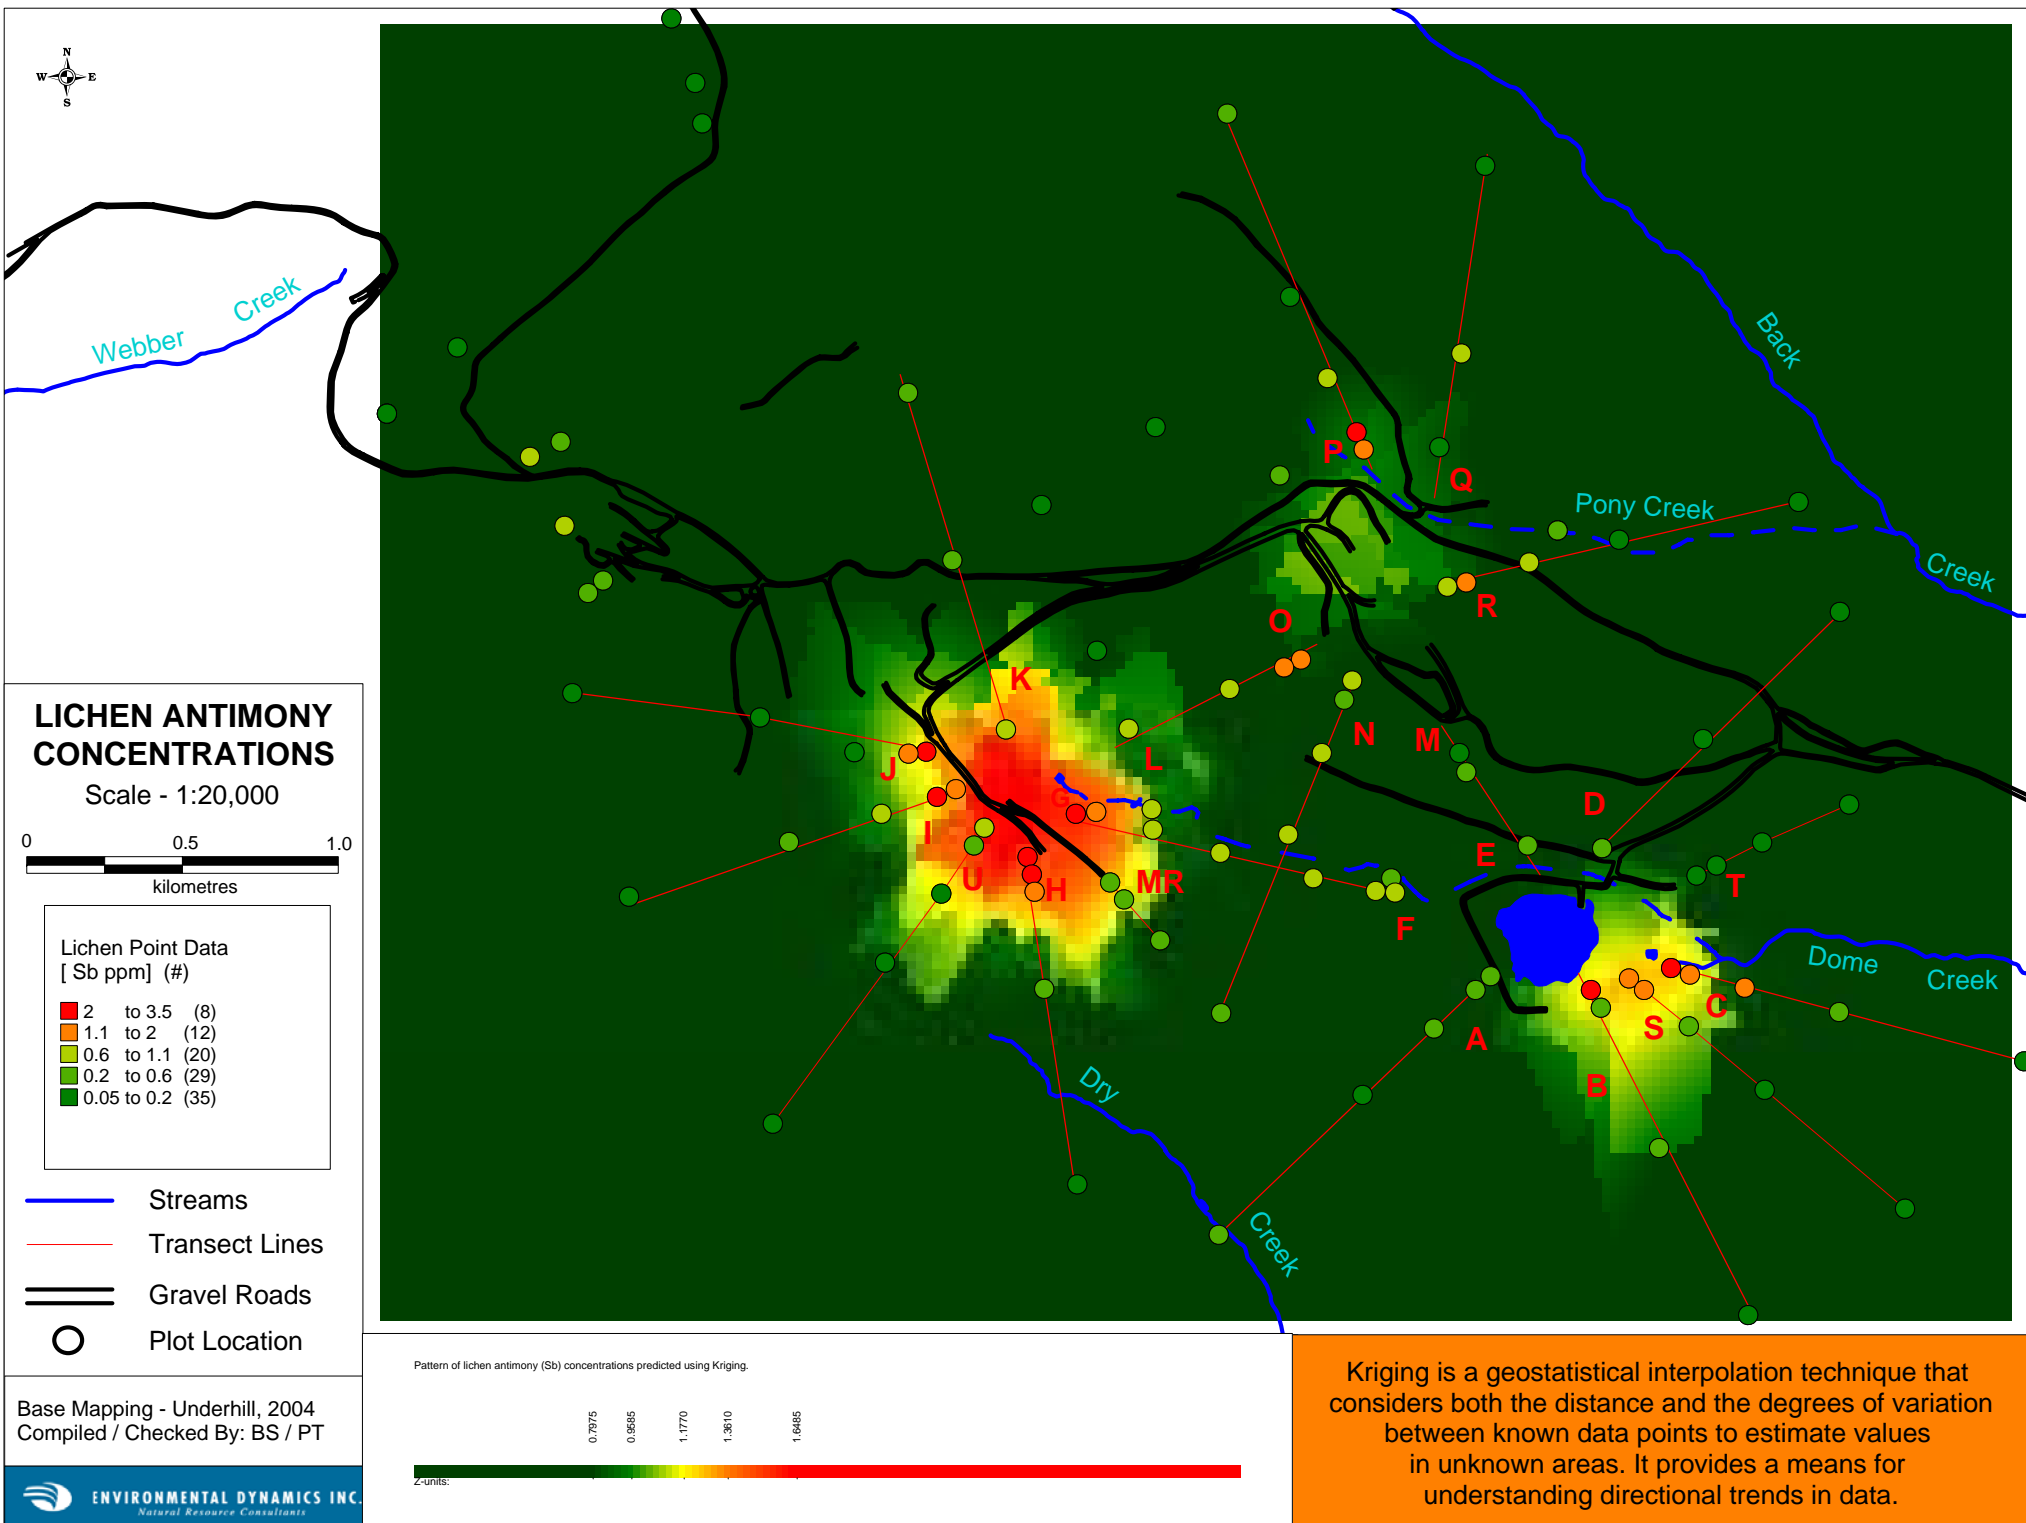 N
W E
S
Webber Creek
Back
Creek
Pony Creek
P
Q
R
O
K
N
M
L
J
G
D
I
E
U
H
MR
T
F
Dome
Creek
C
A
S
B
Dry
Creek
LICHEN ANTIMONY
CONCENTRATIONS
Scale - 1:20,000
0 0.5 1.0
kilometres
Lichen Point Data
[ Sb ppm] (#)
2 to 3.5 (8)
1.1 to 2 (12)
0.6 to 1.1 (20)
0.2 to 0.6 (29)
0.05 to 0.2 (35)
Streams
Transect Lines
Gravel Roads
Plot Location
Base Mapping - Underhill, 2004
Compiled / Checked By: BS / PT
ENVIRONMENTAL DYNAMICS INC.
Natural Resource Consultants
Pattern of lichen antimony (Sb) concentrations predicted using Kriging.
0.7975
0.9585
1.1770
1.3610
1.6485
Z-units:
Kriging is a geostatistical interpolation technique that
considers both the distance and the degrees of variation
between known data points to estimate values
in unknown areas. It provides a means for
understanding directional trends in data.